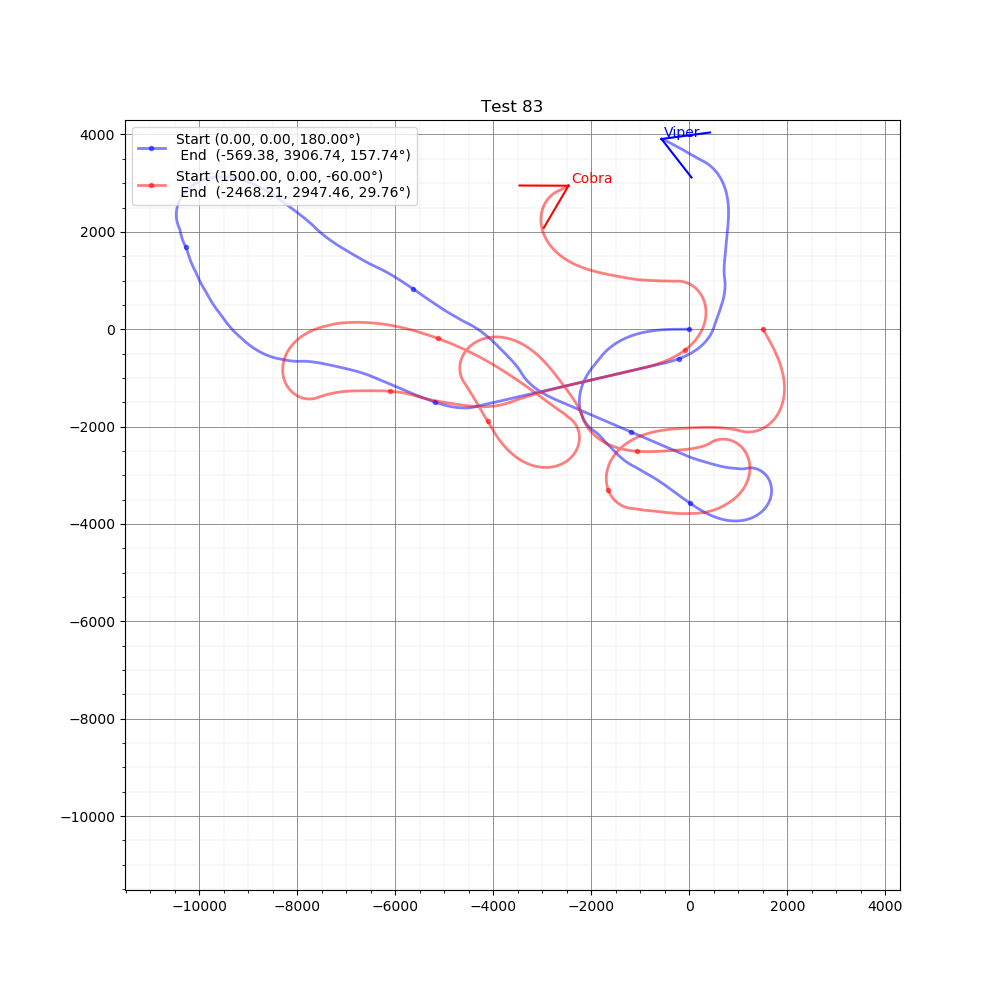 Test 83
Start (0.00, 0.00, 180.00°)
End (-569.38, 3906.74, 157.74°)
Start (1500.00, 0.00, -60.00°)
End (-2468.21, 2947.46, 29.76°)
Viper
Cobra
4000
2000
0
−2000
−4000
−6000
−8000
−10000
−10000 −8000 −6000 −4000 −2000 0 2000 4000